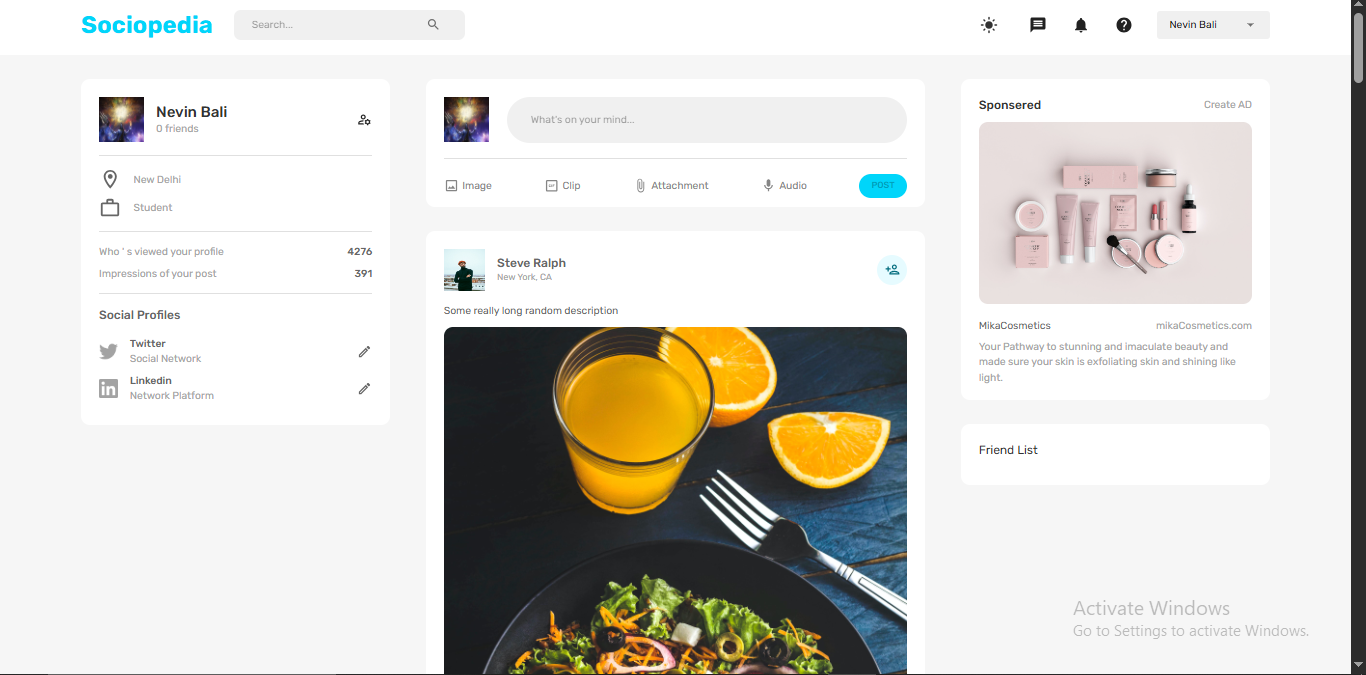 Sociopedia
Search...
Nevin Bali
Nevin Bali
0 friends
New Delhi
Student
Who ' s viewed your profile 4276
Impressions of your post 391
Social Profiles
Twitter
Social Network
Linkedin
Network Platform
What's on your mind...
Image Clip Attachment Audio POST
Steve Ralph
New York, CA
Some really long random description
Sponsered Create AD
MikaCosmetics mikaCosmetics.com
Your Pathway to stunning and imaculate beauty and
made sure your skin is exfoliating skin and shining like
light.
Friend List
Activate Windows
Go to Settings to activate Windows.